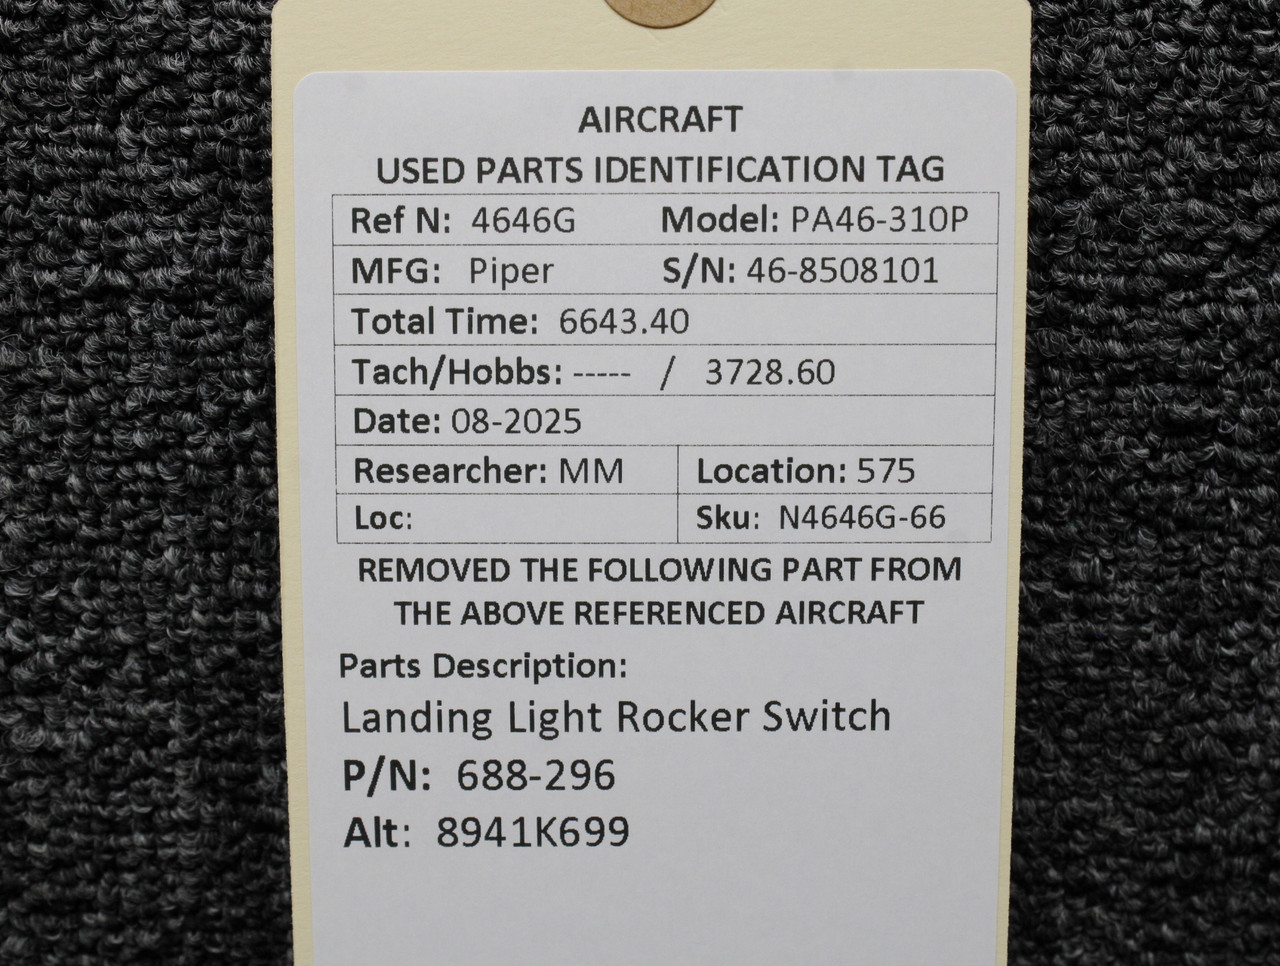 AIRCRAFT
USED PARTS IDENTIFICATION TAG
Ref N: 4646G Model: PA46-310P
MFG: Piper S/N: 46-8508101
Total Time: 6643.40
Tach/Hobbs: ----- / 3728.60
Date: 08-2025
Researcher: MM Location: 575
Loc: Sku: N4646G-66
REMOVED THE FOLLOWING PART FROM
THE ABOVE REFERENCED AIRCRAFT
Parts Description:
Landing Light Rocker Switch
P/N: 688-296
Alt: 8941K699